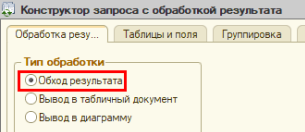 Конструктор запроса с обработкой результата
Обработка резу... Таблицы и поля Группировка
Тип обработки
Обход результата
Вывод в табличный документ
Вывод в диаграмму